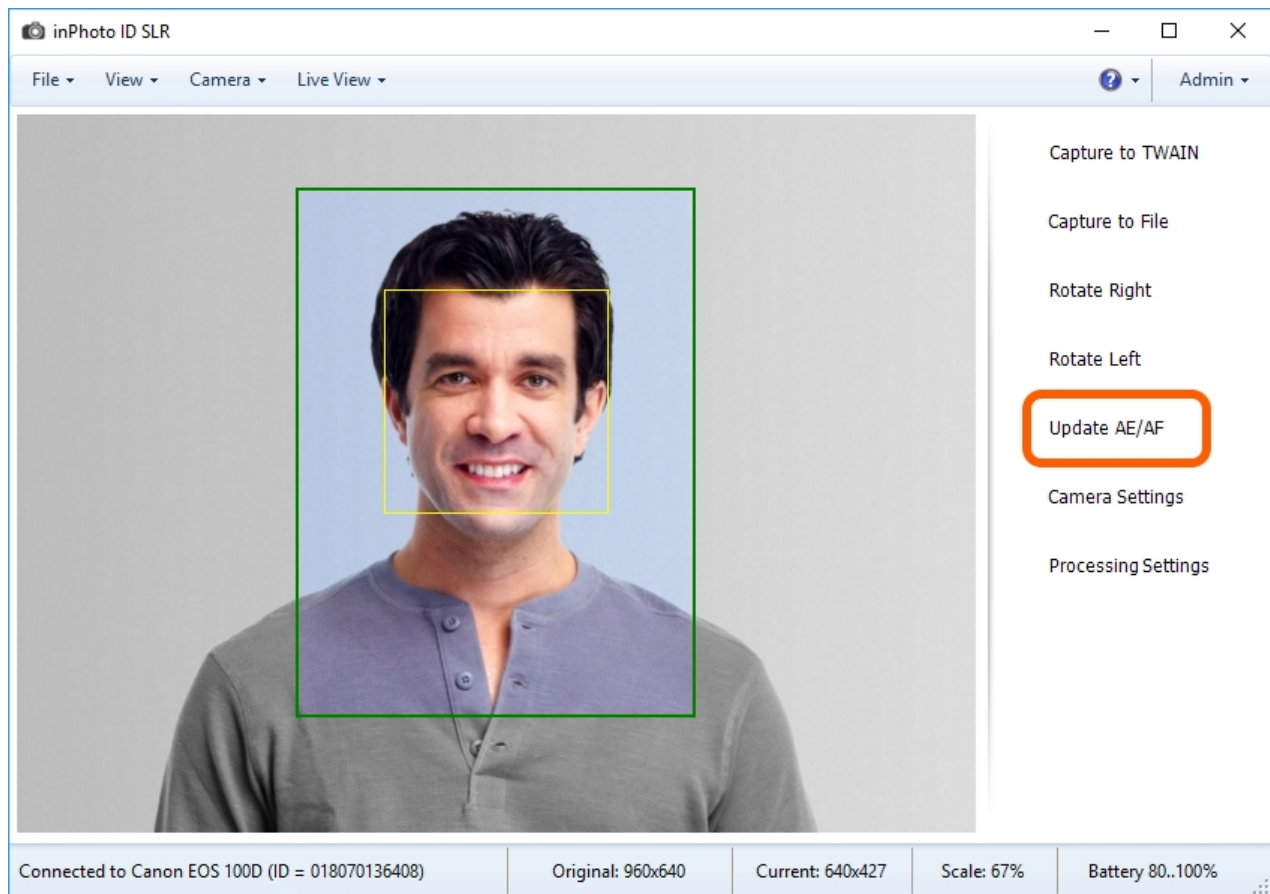 inPhoto ID SLR
File View Camera Live View ? Admin
Capture to TWAIN
Capture to File
Rotate Right
Rotate Left
Update AE/AF
Camera Settings
Processing Settings
Connected to Canon EOS 100D (ID = 018070136408) Original: 960x640 Current: 640x427 Scale: 67% Battery 80..100%